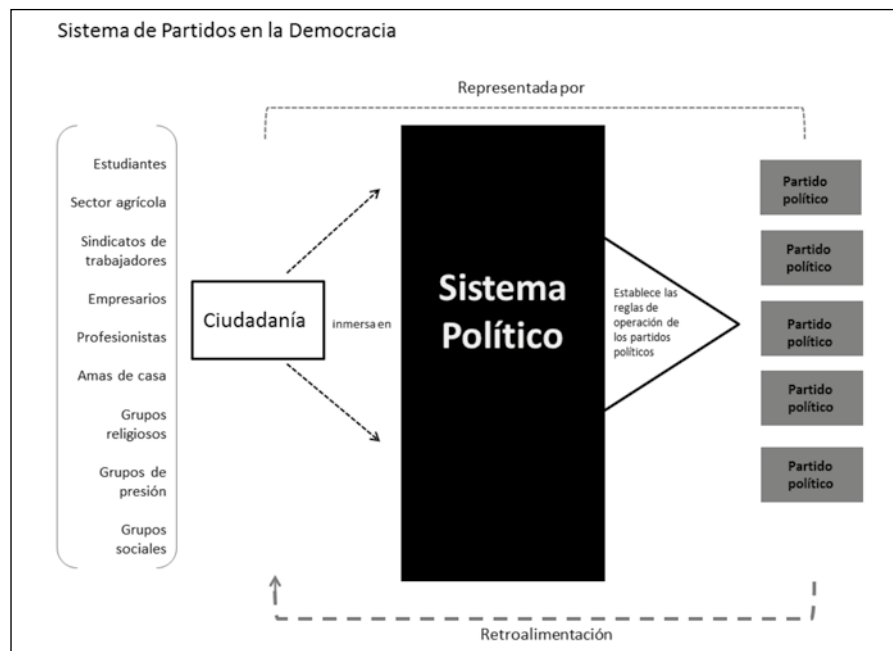 Sistema de Partidos en la Democracia
Representada por
Estudiantes
Sector agrícola
Sindicatos de
trabajadores
Empresarios
Profesionistas
Amas de casa
Grupos
religiosos
Grupos de
presión
Grupos
sociales
Ciudadanía
inmersa en
Sistema
Político
Establece las
reglas de
operación de
los partidos
políticos
Partido
político
Partido
político
Partido
político
Partido
político
Partido
político
Retroalimentación